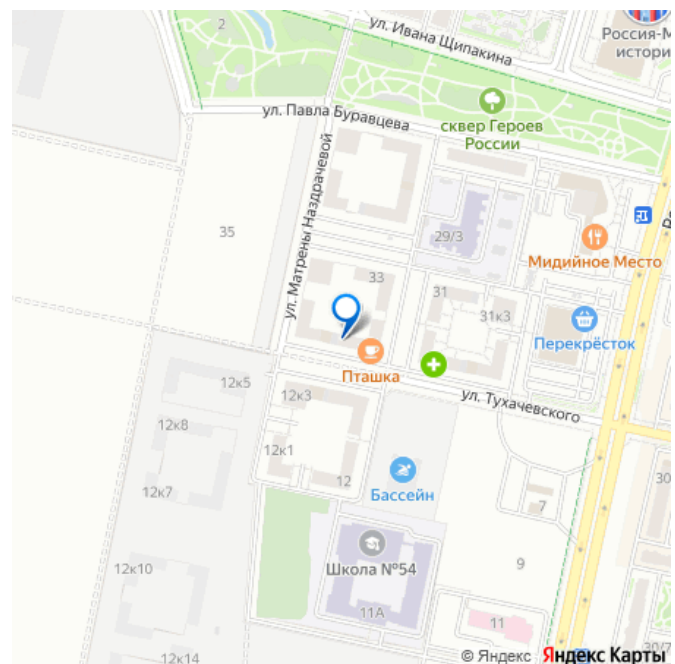 2
ул. Ивана Щипакина
Россия-М
истори
ул. Павла Буравцева
сквер Героев
России
ул. Матрены Наздрачевой
35
29/3
Мидийное Место
33
31
31к3
Перекрёсток
Пташка
ул. Тухачевского
12к5
12к3
12к8
12к1
12
12к7
Бассейн
30
7
12к10
Школа №54
9
11А
11
12к14
30/7
© Яндекс Яндекс Карты